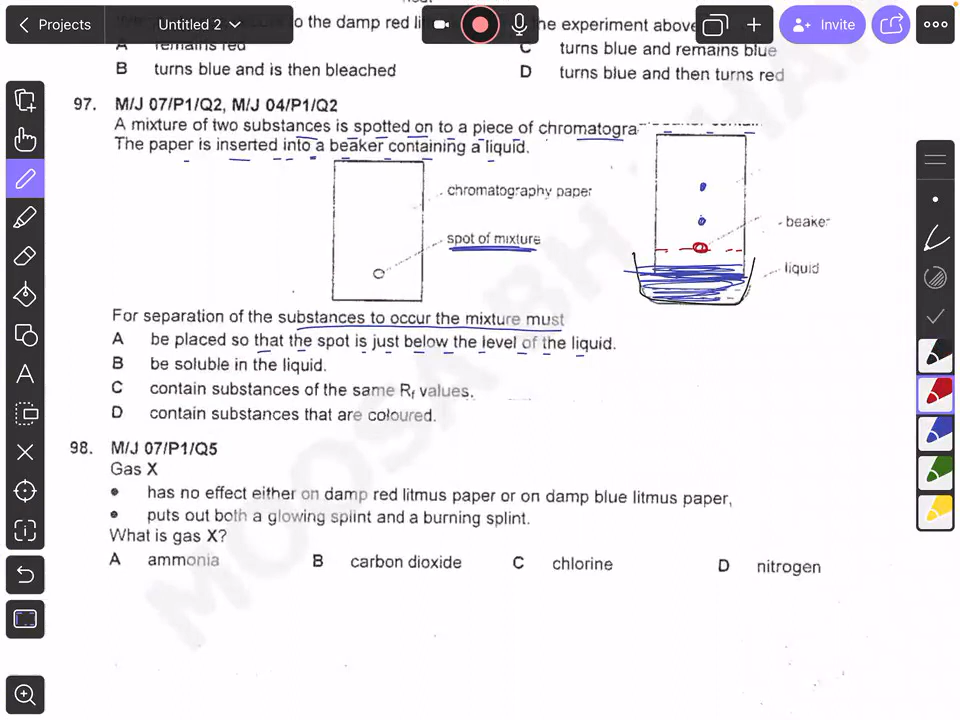 Projects
Untitled 2
Invite
to the damp red
the experiment above
A remains red
C turns blue and remains blue
B turns blue and is then bleached
D turns blue and then turns red
97. M/J 07/P1/Q2, M/J 04/P1/Q2
A mixture of two substances is spotted on to a piece of chromatogra
The paper is inserted into a beaker containing a liquid.
chromatography paper
spot of mixture
beaker
liquid
For separation of the substances to occur the mixture must
A be placed so that the spot is just below the level of the liquid.
B be soluble in the liquid.
C contain substances of the same Rf values.
D contain substances that are coloured.
98. M/J 07/P1/Q5
Gas X
• has no effect either on damp red litmus paper or on damp blue litmus paper,
• puts out both a glowing splint and a burning splint.
What is gas X?
A ammonia B carbon dioxide C chlorine D nitrogen